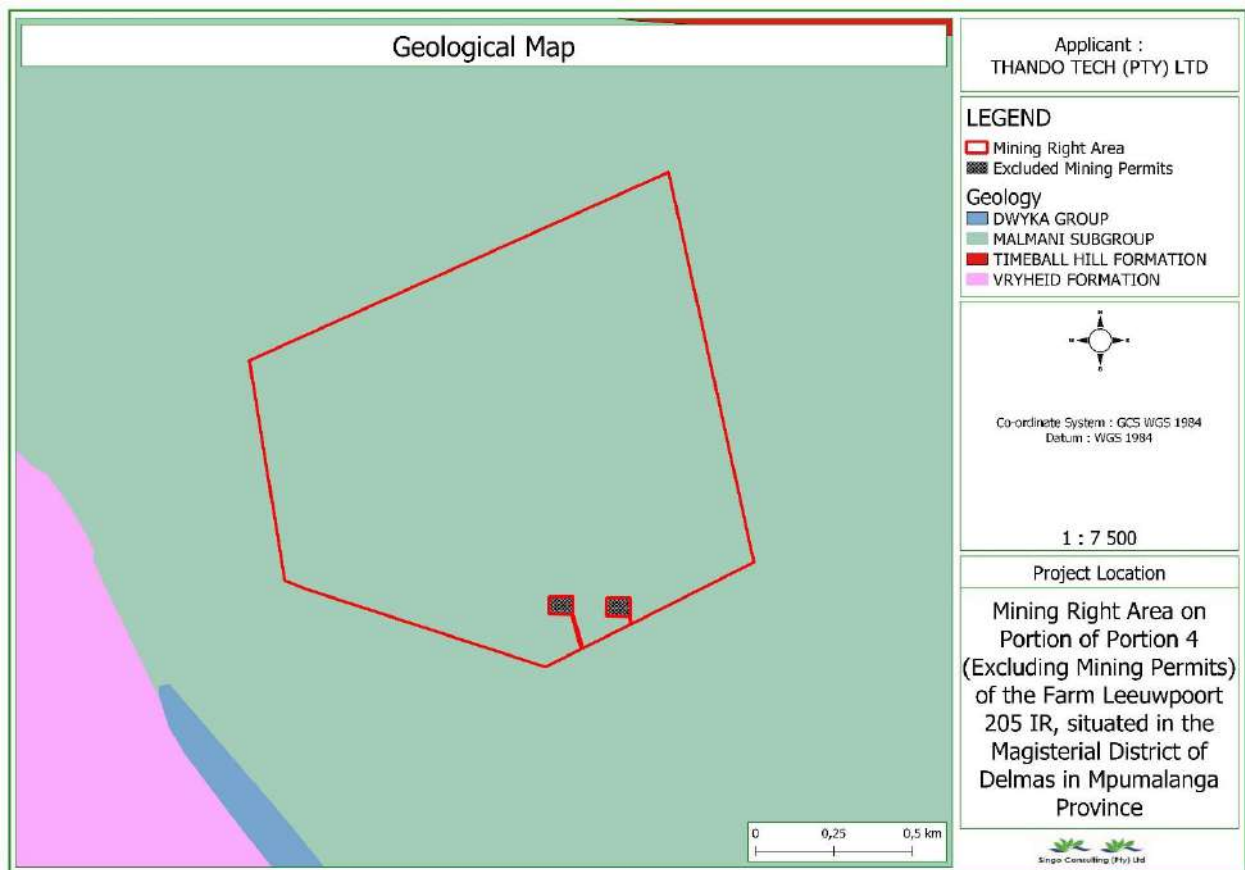 Geological Map
Applicant :
THANDO TECH (PTY) LTD
LEGEND
Mining Right Area
Excluded Mining Permits
Geology
DWYKA GROUP
MALMANI SUBGROUP
TIMEBALL HILL FORMATION
VRYHEID FORMATION
N
W
E
S
Co-ordinate System : GCS WGS 1984
Datum : WGS 1984
1 : 7 500
Project Location
Mining Right Area on
Portion of Portion 4
(Excluding Mining Permits)
of the Farm Leeuwpoort
205 IR, situated in the
Magisterial District of
Delmas in Mpumalanga
Province
0 0,25 0,5 km
Singo Consulting (Pty) Ltd